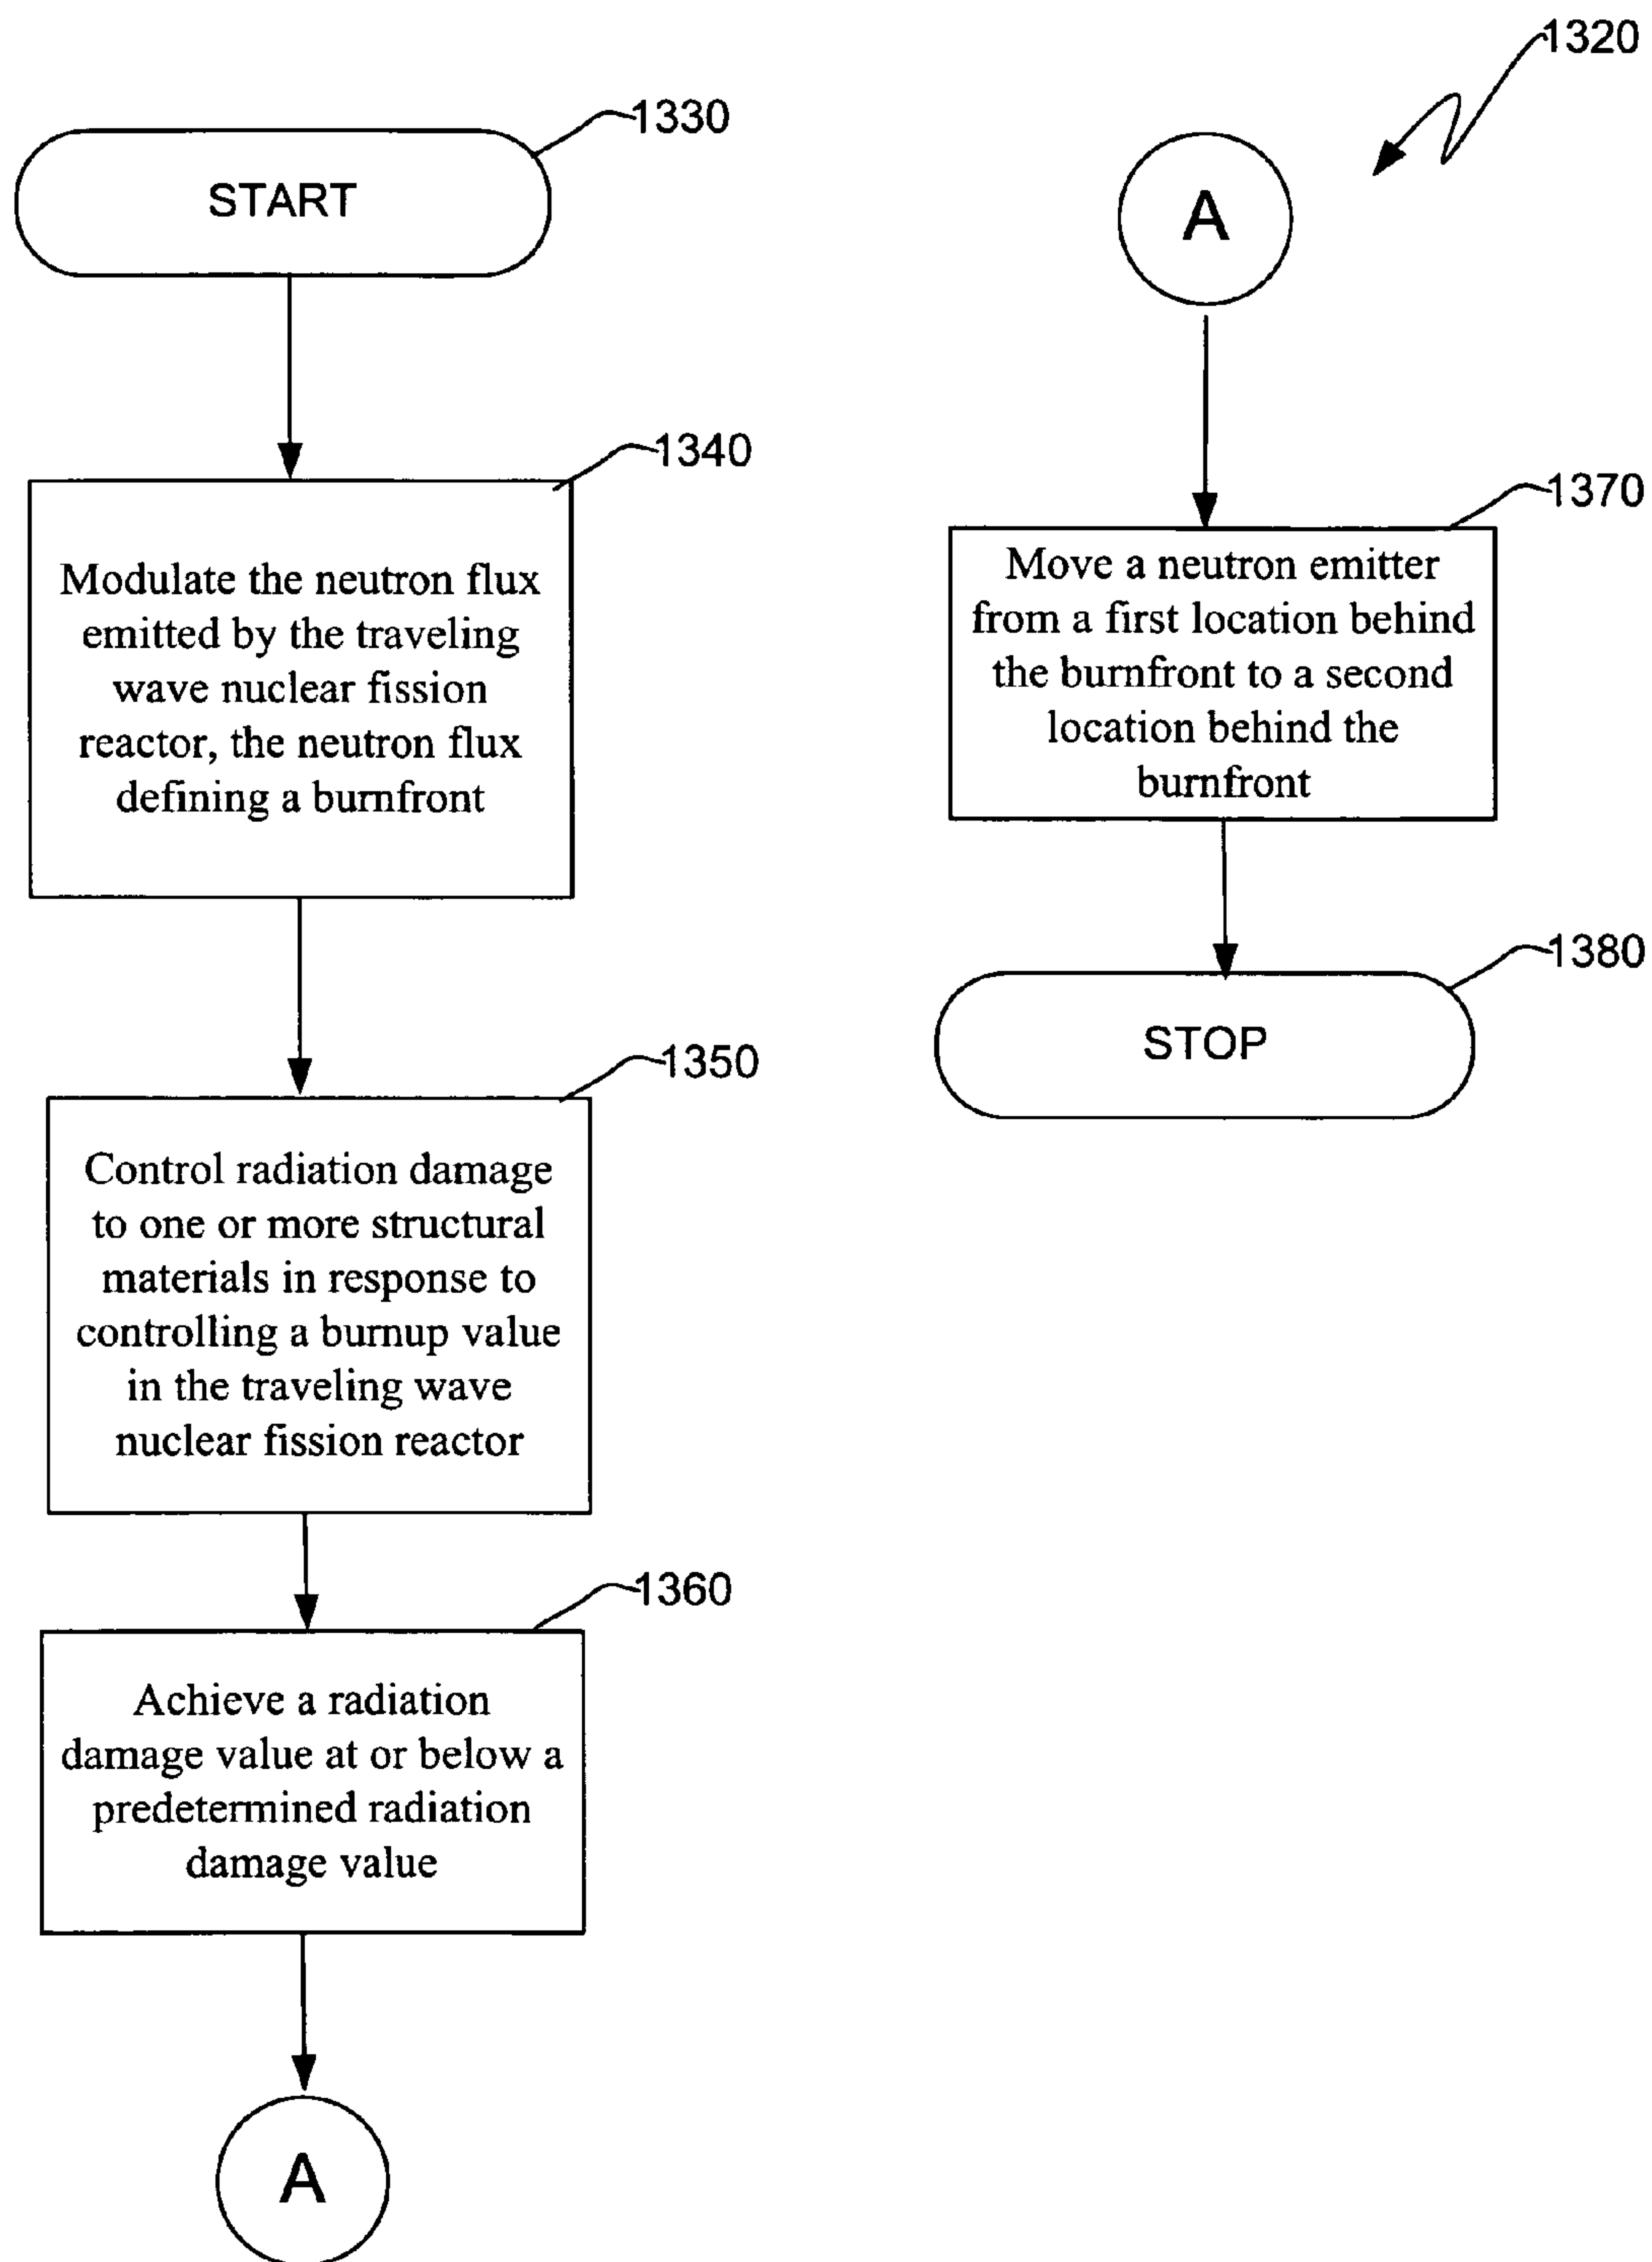 1330
START
1340
Modulate the neutron flux
emitted by the traveling
wave nuclear fission
reactor, the neutron flux
defining a burnfront
1350
Control radiation damage
to one or more structural
materials in response to
controlling a burnup value
in the traveling wave
nuclear fission reactor
1360
Achieve a radiation
damage value at or below a
predetermined radiation
damage value
A
1320
A
1370
Move a neutron emitter
from a first location behind
the burnfront to a second
location behind the
burnfront
1380
STOP